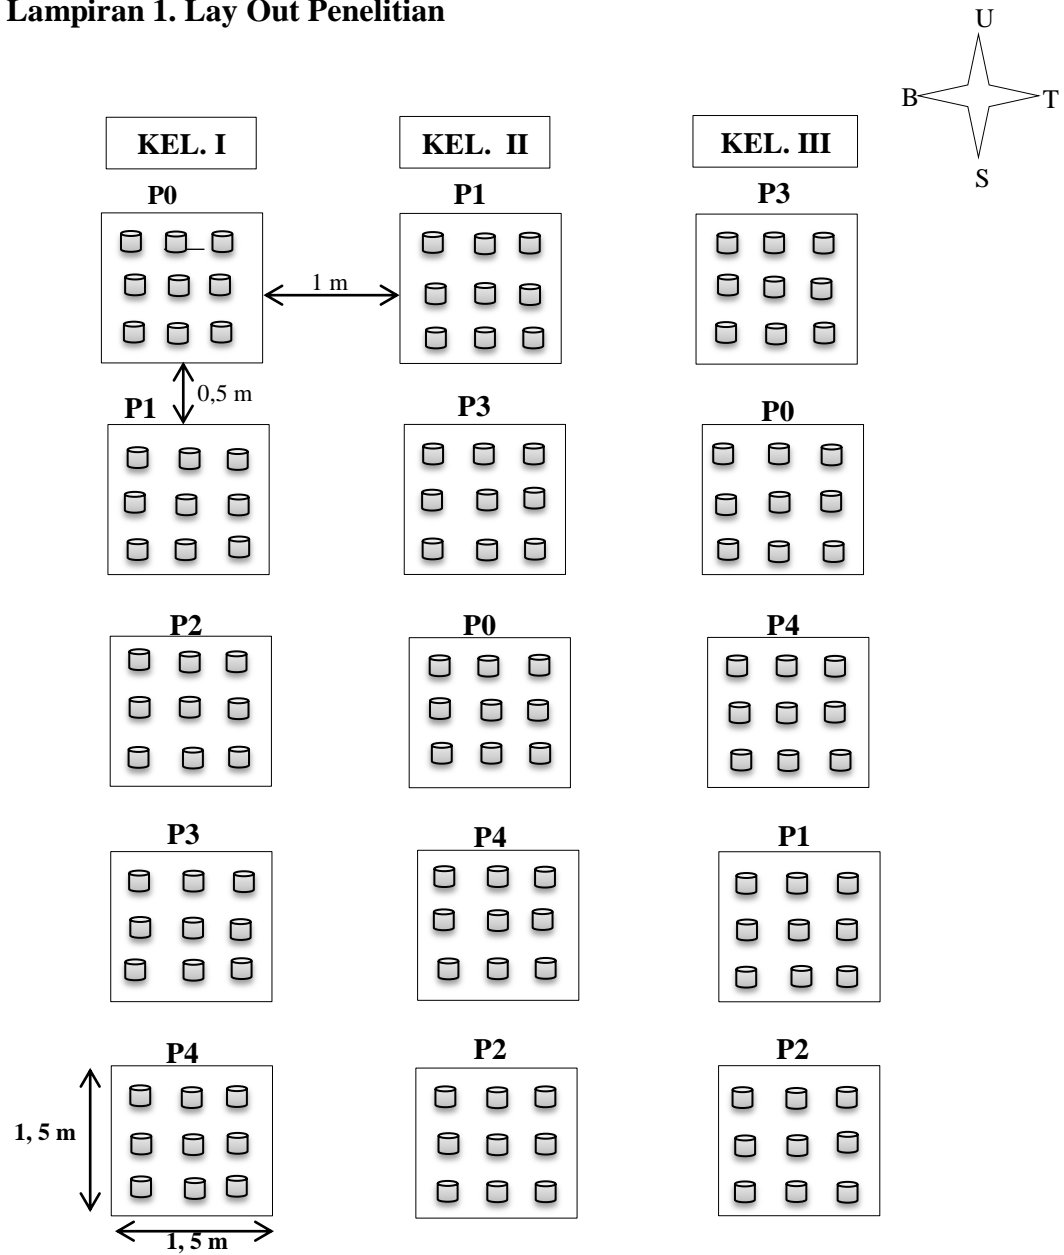 Lampiran 1. Lay Out Penelitian
U
B
T
S
KEL. I
KEL. II
KEL. III
P0
P1
P3
1 m
0,5 m
P1
P3
P0
P2
P0
P4
P3
P4
P1
P4
P2
P2
1, 5 m
1, 5 m